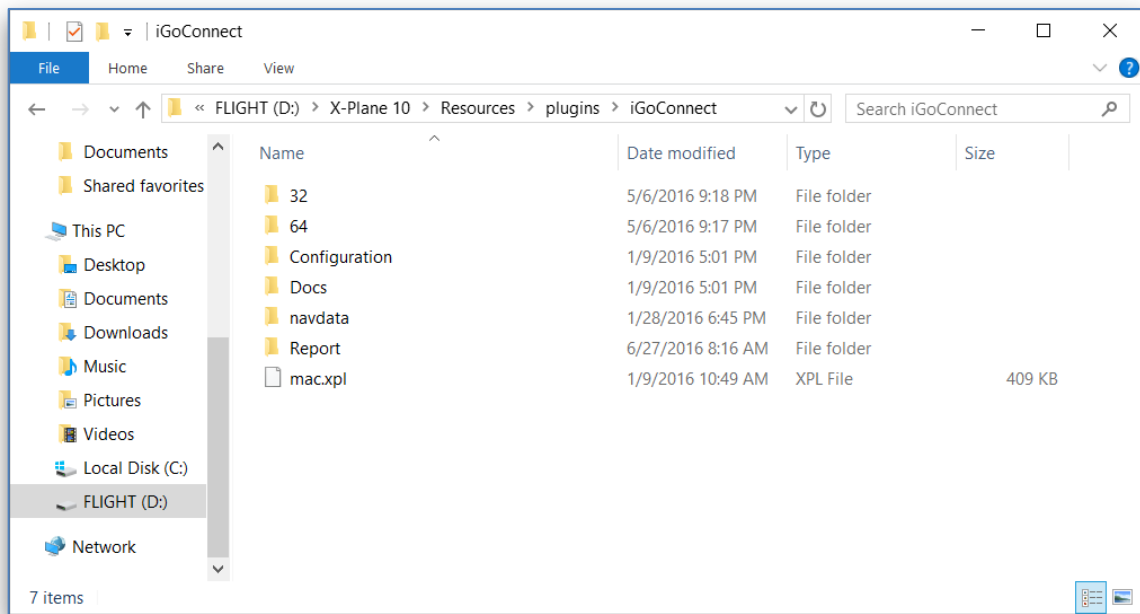 iGoConnect
File Home Share View
« FLIGHT (D:) > X-Plane 10 > Resources > plugins > iGoConnect Search iGoConnect
Name Date modified Type Size
Documents
Shared favorites
This PC
Desktop
Documents
Downloads
Music
Pictures
Videos
Local Disk (C:)
FLIGHT (D:)
Network
32 5/6/2016 9:18 PM File folder
64 5/6/2016 9:17 PM File folder
Configuration 1/9/2016 5:01 PM File folder
Docs 1/9/2016 5:01 PM File folder
navdata 1/28/2016 6:45 PM File folder
Report 6/27/2016 8:16 AM File folder
mac.xpl 1/9/2016 10:49 AM XPL File 409 KB
7 items